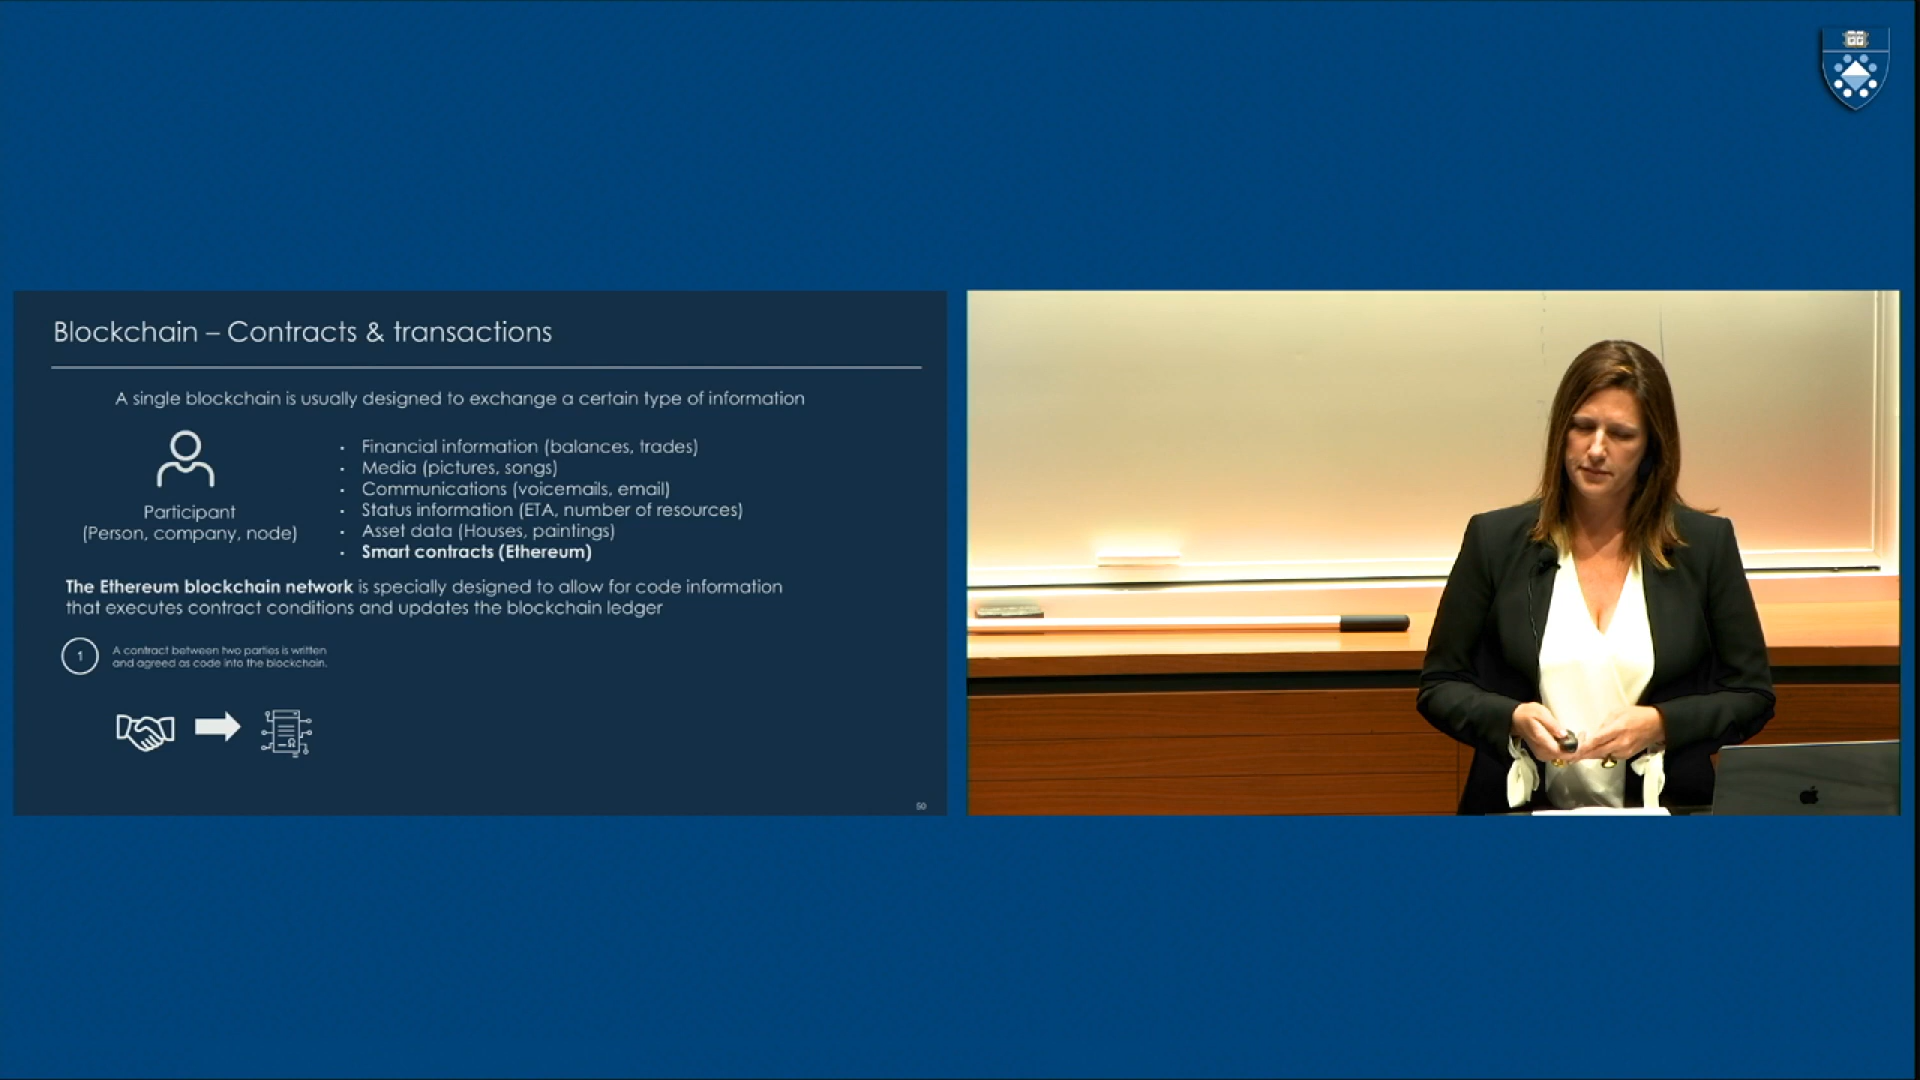 Blockchain – Contracts & transactions
A single blockchain is usually designed to exchange a certain type of information
Participant
(Person, company, node)
· Financial information (balances, trades)
· Media (pictures, songs)
· Communications (voicemails, email)
· Status information (ETA, number of resources)
· Asset data (Houses, paintings)
· Smart contracts (Ethereum)
The Ethereum blockchain network is specially designed to allow for code information
that executes contract conditions and updates the blockchain ledger
1
A contract between two parties is written
and agreed as code into the blockchain.
50